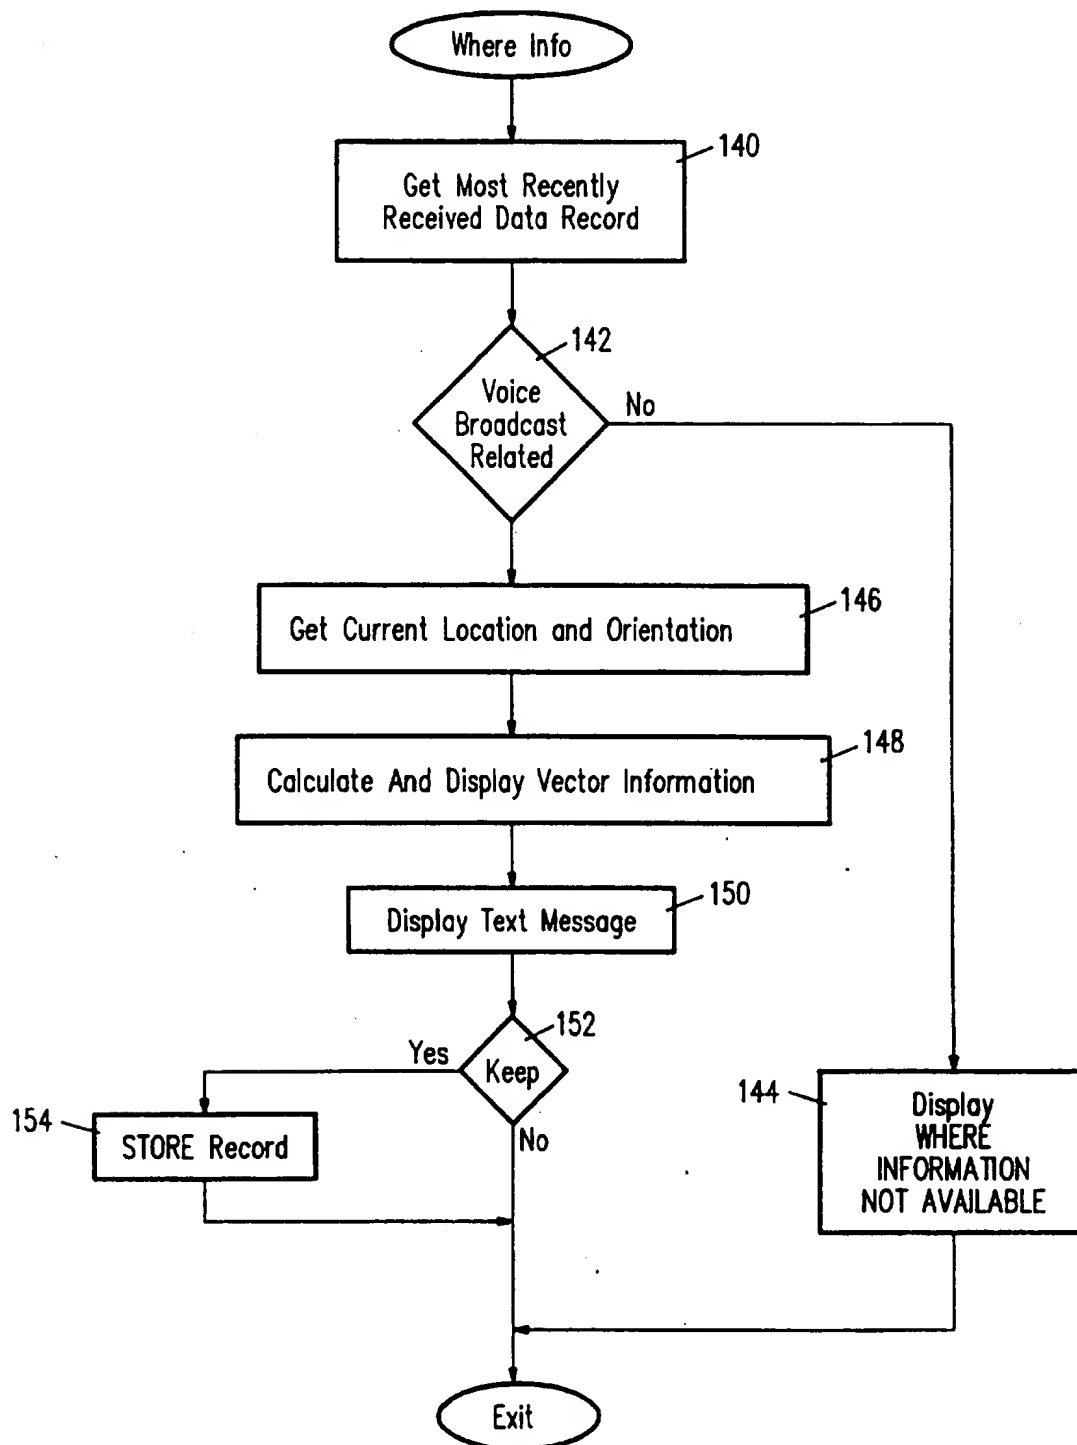 Where Info
140
Get Most Recently
Received Data Record
142
Voice
Broadcast
Related
No
146
Get Current Location and Orientation
148
Calculate And Display Vector Information
150
Display Text Message
152
Yes
Keep
No
154
STORE Record
144
Display
WHERE
INFORMATION
NOT AVAILABLE
Exit